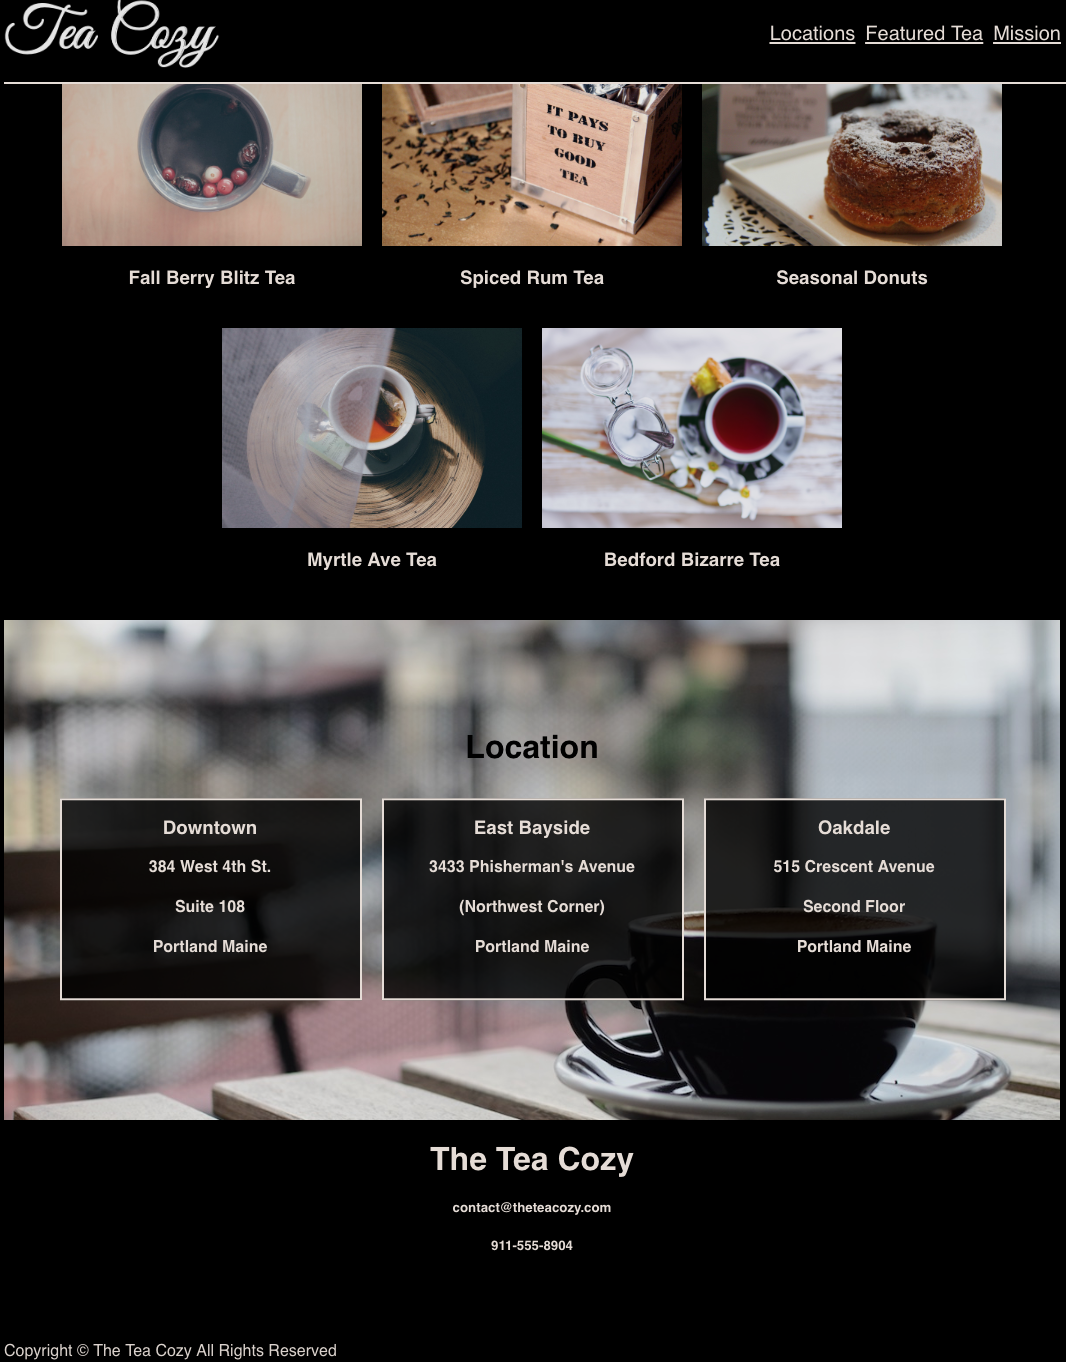 Tea Cozy
Locations Featured Tea Mission
IT PAYS
TO BUY
GOOD
TEA
Fall Berry Blitz Tea
Spiced Rum Tea
Seasonal Donuts
Myrtle Ave Tea
Bedford Bizarre Tea
Location
Downtown
384 West 4th St.
Suite 108
Portland Maine
East Bayside
3433 Phisherman's Avenue
(Northwest Corner)
Portland Maine
Oakdale
515 Crescent Avenue
Second Floor
Portland Maine
The Tea Cozy
contact@theteacozy.com
911-555-8904
Copyright © The Tea Cozy All Rights Reserved